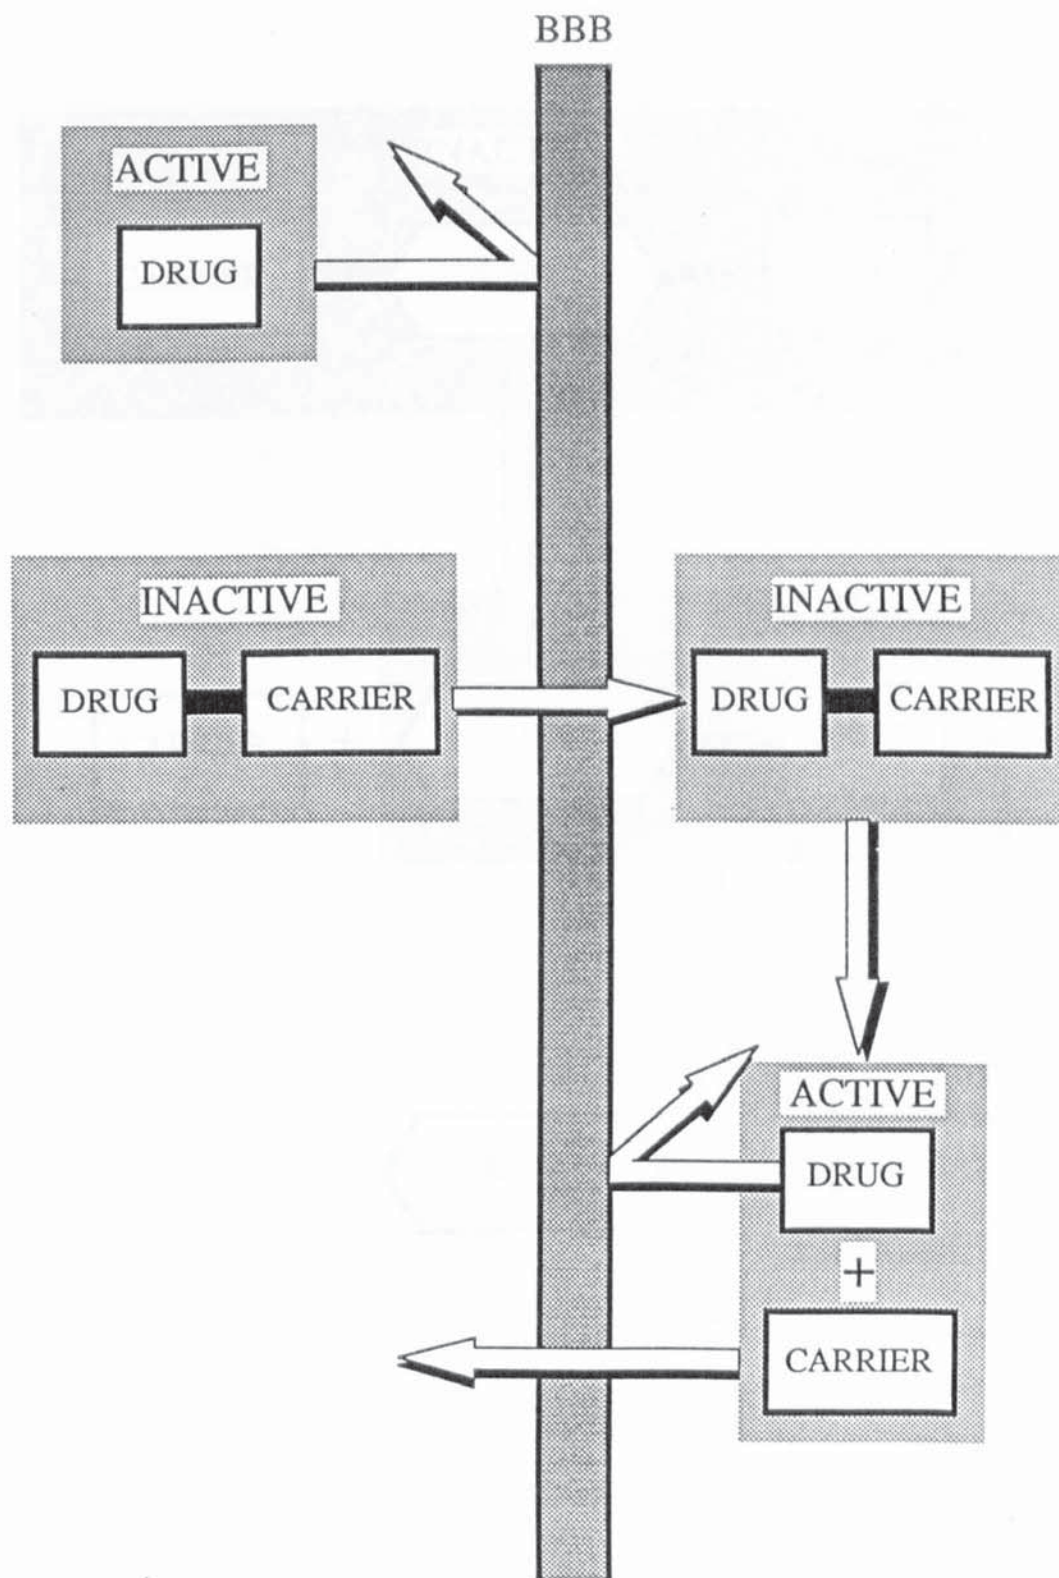 BBB
ACTIVE
DRUG
INACTIVE
DRUG CARRIER
INACTIVE
DRUG CARRIER
ACTIVE
DRUG
+
CARRIER